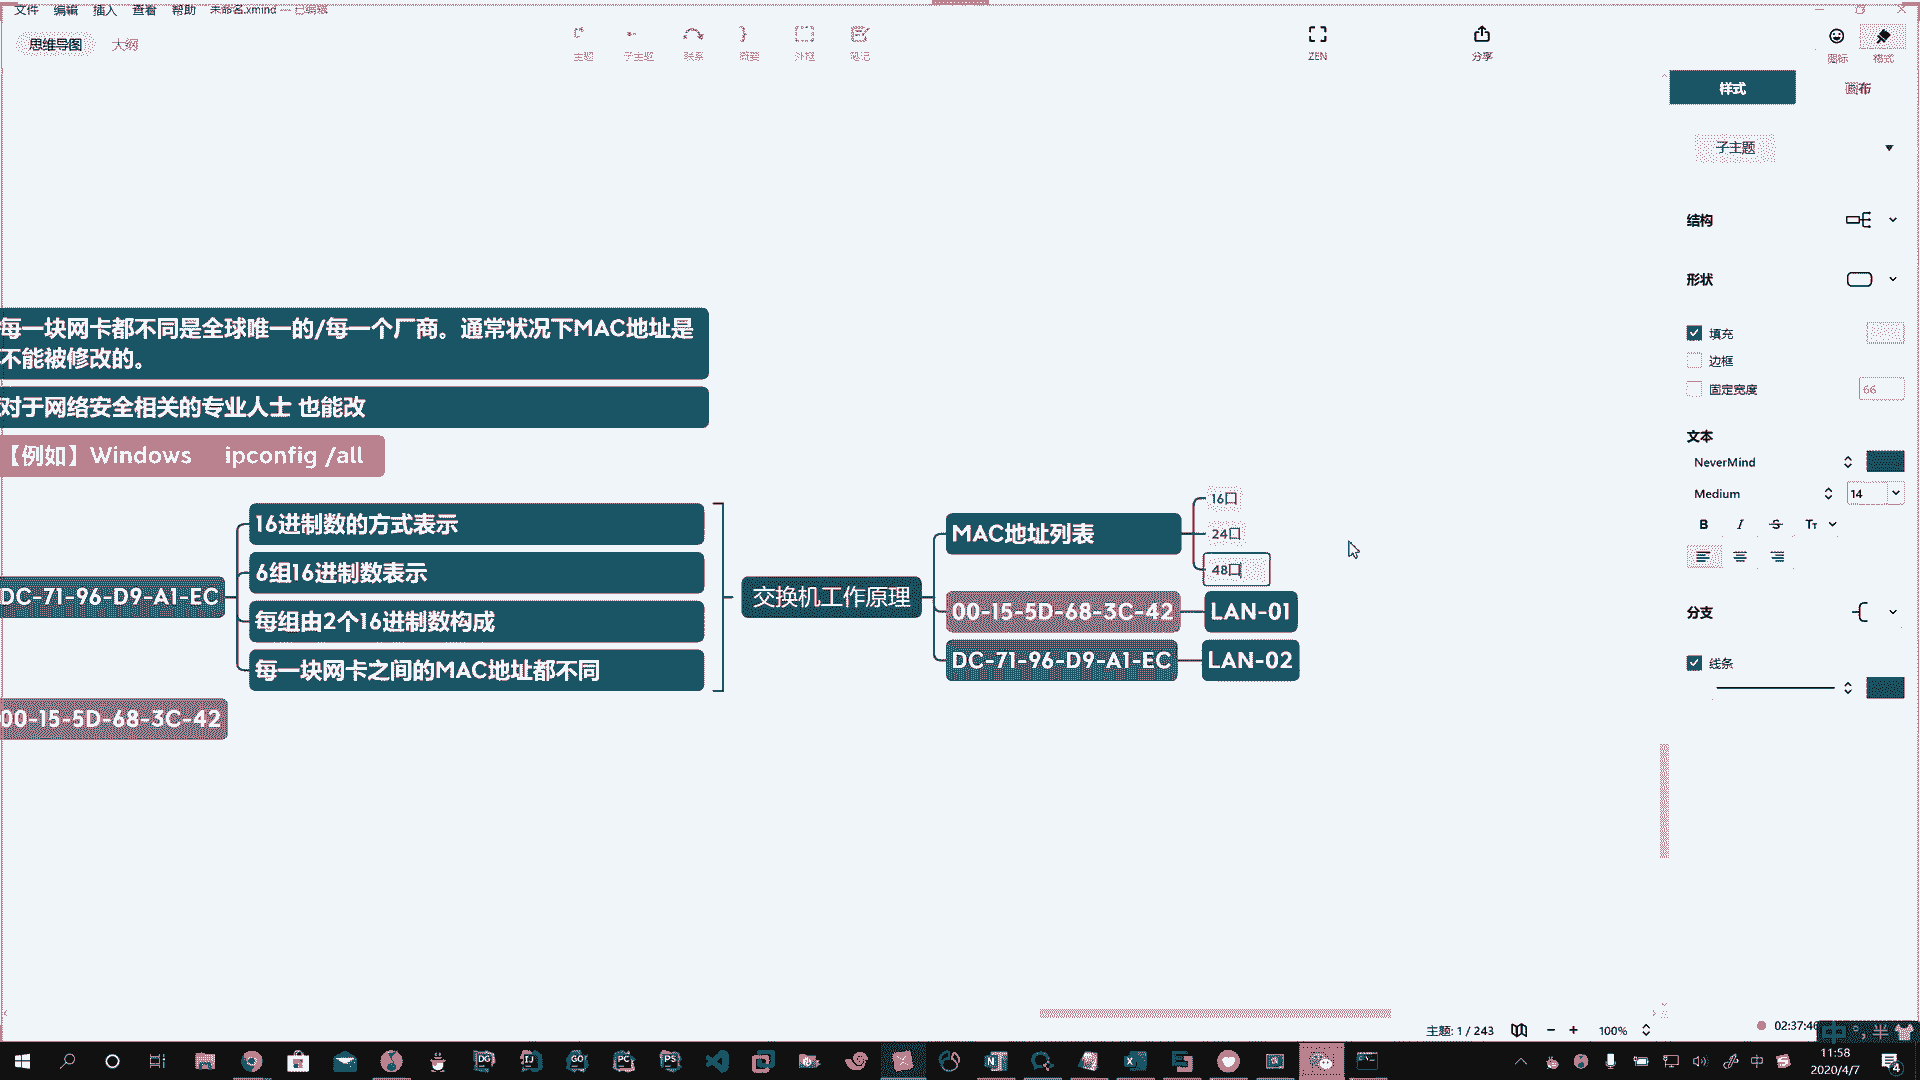 文件 编辑 插入 查看 帮助 未命名.xmind — 已编辑
思维导图 大纲
主题 子主题 联系 概要 外框 笔记 ZEN 分享 图标 格式
样式 画布
子主题
结构
形状
填充
边框
固定宽度 66
文本
NeverMind
Medium 14
B I S Tт
分支
线条
每一块网卡都不同是全球唯一的/每一个厂商。通常状况下MAC地址是
不能被修改的。
对于网络安全相关的专业人士 也能改
【例如】Windows ipconfig /all
DC-71-96-D9-A1-EC
16进制数的方式表示
6组16进制数表示
每组由2个16进制数构成
每一块网卡之间的MAC地址都不同
00-15-5D-68-3C-42
交换机工作原理
MAC地址列表
16口
24口
48口
00-15-5D-68-3C-42 LAN-01
DC-71-96-D9-A1-EC LAN-02
主题: 1 / 243 100%
02:37:46
中 半
DG IJ GO PC PS
中
11:58
2020/4/7
4